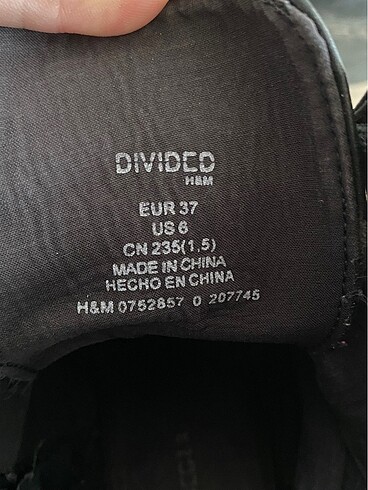 DIVIDED
H&M
EUR 37
US 6
CN 235(1,5)
MADE IN CHINA
HECHO EN CHINA
H&M 0752857 0 207745